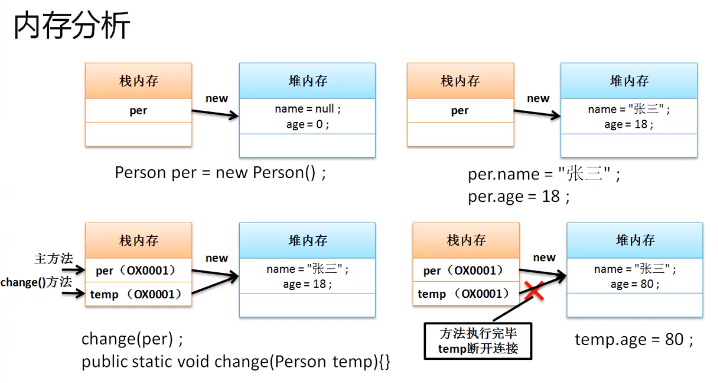 内存分析
栈内存
per
new
堆内存
name = null ;
age = 0 ;
Person per = new Person() ;
栈内存
per
new
堆内存
name = "张三" ;
age = 18 ;
per.name = "张三" ;
per.age = 18 ;
主方法
change()方法
栈内存
per（OX0001）
temp（OX0001）
new
堆内存
name = "张三" ;
age = 18 ;
change(per) ;
public static void change(Person temp){}
栈内存
per（OX0001）
temp （OX0001）
new
堆内存
name = "张三" ;
age = 80 ;
方法执行完毕
temp断开连接
temp.age = 80 ;